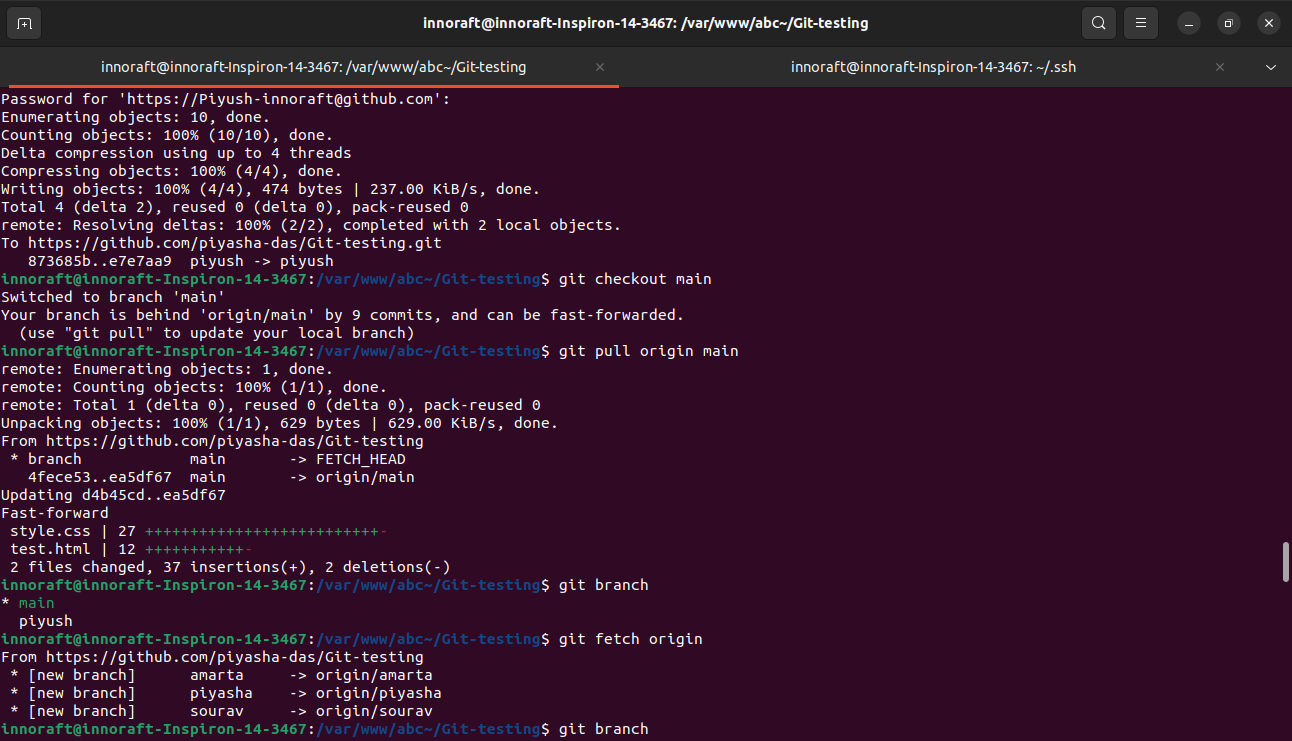 innoraft@innoraft-Inspiron-14-3467: /var/www/abc~/Git-testing
innoraft@innoraft-Inspiron-14-3467: /var/www/abc~/Git-testing
innoraft@innoraft-Inspiron-14-3467: ~/.ssh
Password for 'https://Piyush-innoraft@github.com':
Enumerating objects: 10, done.
Counting objects: 100% (10/10), done.
Delta compression using up to 4 threads
Compressing objects: 100% (4/4), done.
Writing objects: 100% (4/4), 474 bytes | 237.00 KiB/s, done.
Total 4 (delta 2), reused 0 (delta 0), pack-reused 0
remote: Resolving deltas: 100% (2/2), completed with 2 local objects.
To https://github.com/piyasha-das/Git-testing.git
   873685b..e7e7aa9  piyush -> piyush
innoraft@innoraft-Inspiron-14-3467:/var/www/abc~/Git-testing$ git checkout main
Switched to branch 'main'
Your branch is behind 'origin/main' by 9 commits, and can be fast-forwarded.
  (use "git pull" to update your local branch)
innoraft@innoraft-Inspiron-14-3467:/var/www/abc~/Git-testing$ git pull origin main
remote: Enumerating objects: 1, done.
remote: Counting objects: 100% (1/1), done.
remote: Total 1 (delta 0), reused 0 (delta 0), pack-reused 0
Unpacking objects: 100% (1/1), 629 bytes | 629.00 KiB/s, done.
From https://github.com/piyasha-das/Git-testing
 * branch            main       -> FETCH_HEAD
   4fece53..ea5df67  main       -> origin/main
Updating d4b45cd..ea5df67
Fast-forward
 style.css | 27 ++++++++++++++++++++++++++-
 test.html | 12 +++++++++++-
 2 files changed, 37 insertions(+), 2 deletions(-)
innoraft@innoraft-Inspiron-14-3467:/var/www/abc~/Git-testing$ git branch
* main
  piyush
innoraft@innoraft-Inspiron-14-3467:/var/www/abc~/Git-testing$ git fetch origin
From https://github.com/piyasha-das/Git-testing
 * [new branch]      amarta     -> origin/amarta
 * [new branch]      piyasha    -> origin/piyasha
 * [new branch]      sourav     -> origin/sourav
innoraft@innoraft-Inspiron-14-3467:/var/www/abc~/Git-testing$ git branch